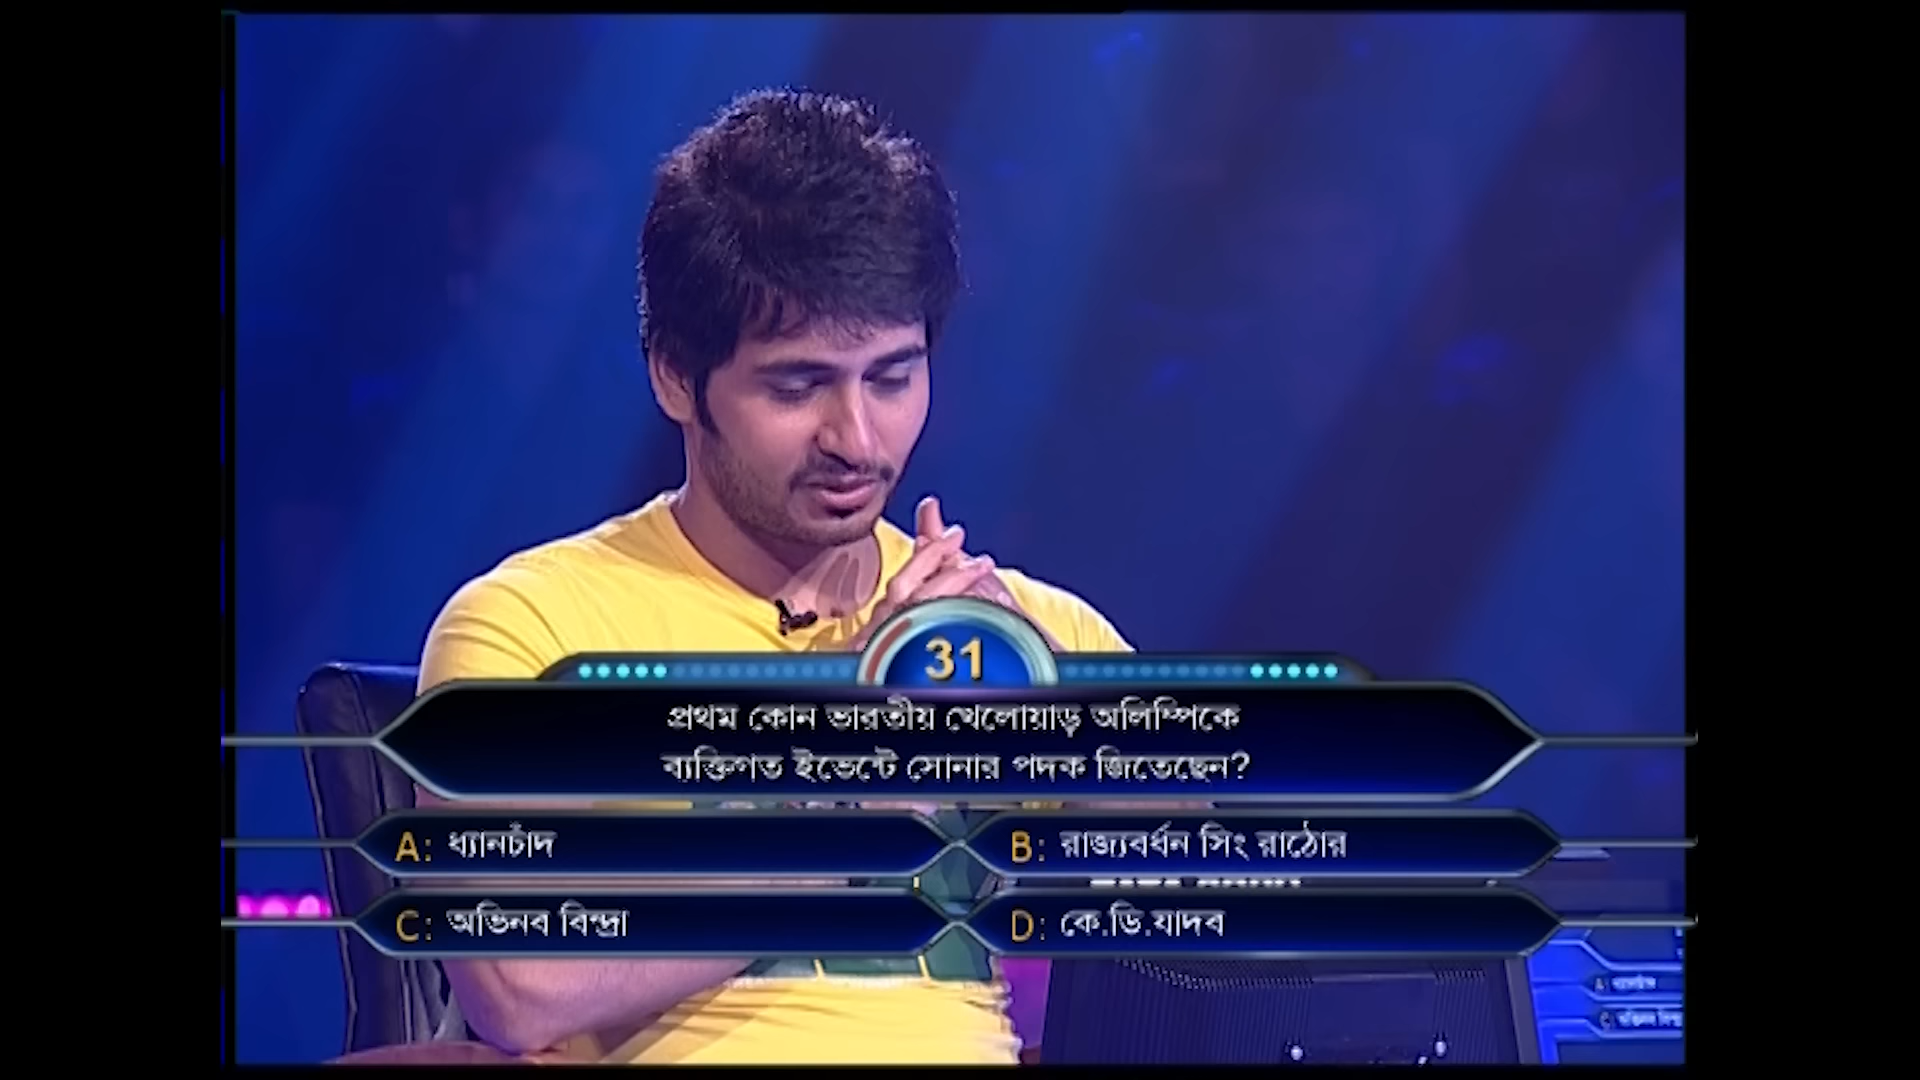 31
প্রথম কোন ভারতীয় খেলোয়াড় অলিম্পিকে
ব্যক্তিগত ইভেন্টে সোনার পদক জিতেছেন?
A: ধ্যানচাঁদ
B: রাজ্যবর্ধন সিং রাঠোর
C: অভিনব বিন্দ্রা
D: কে.ডি.যাদব